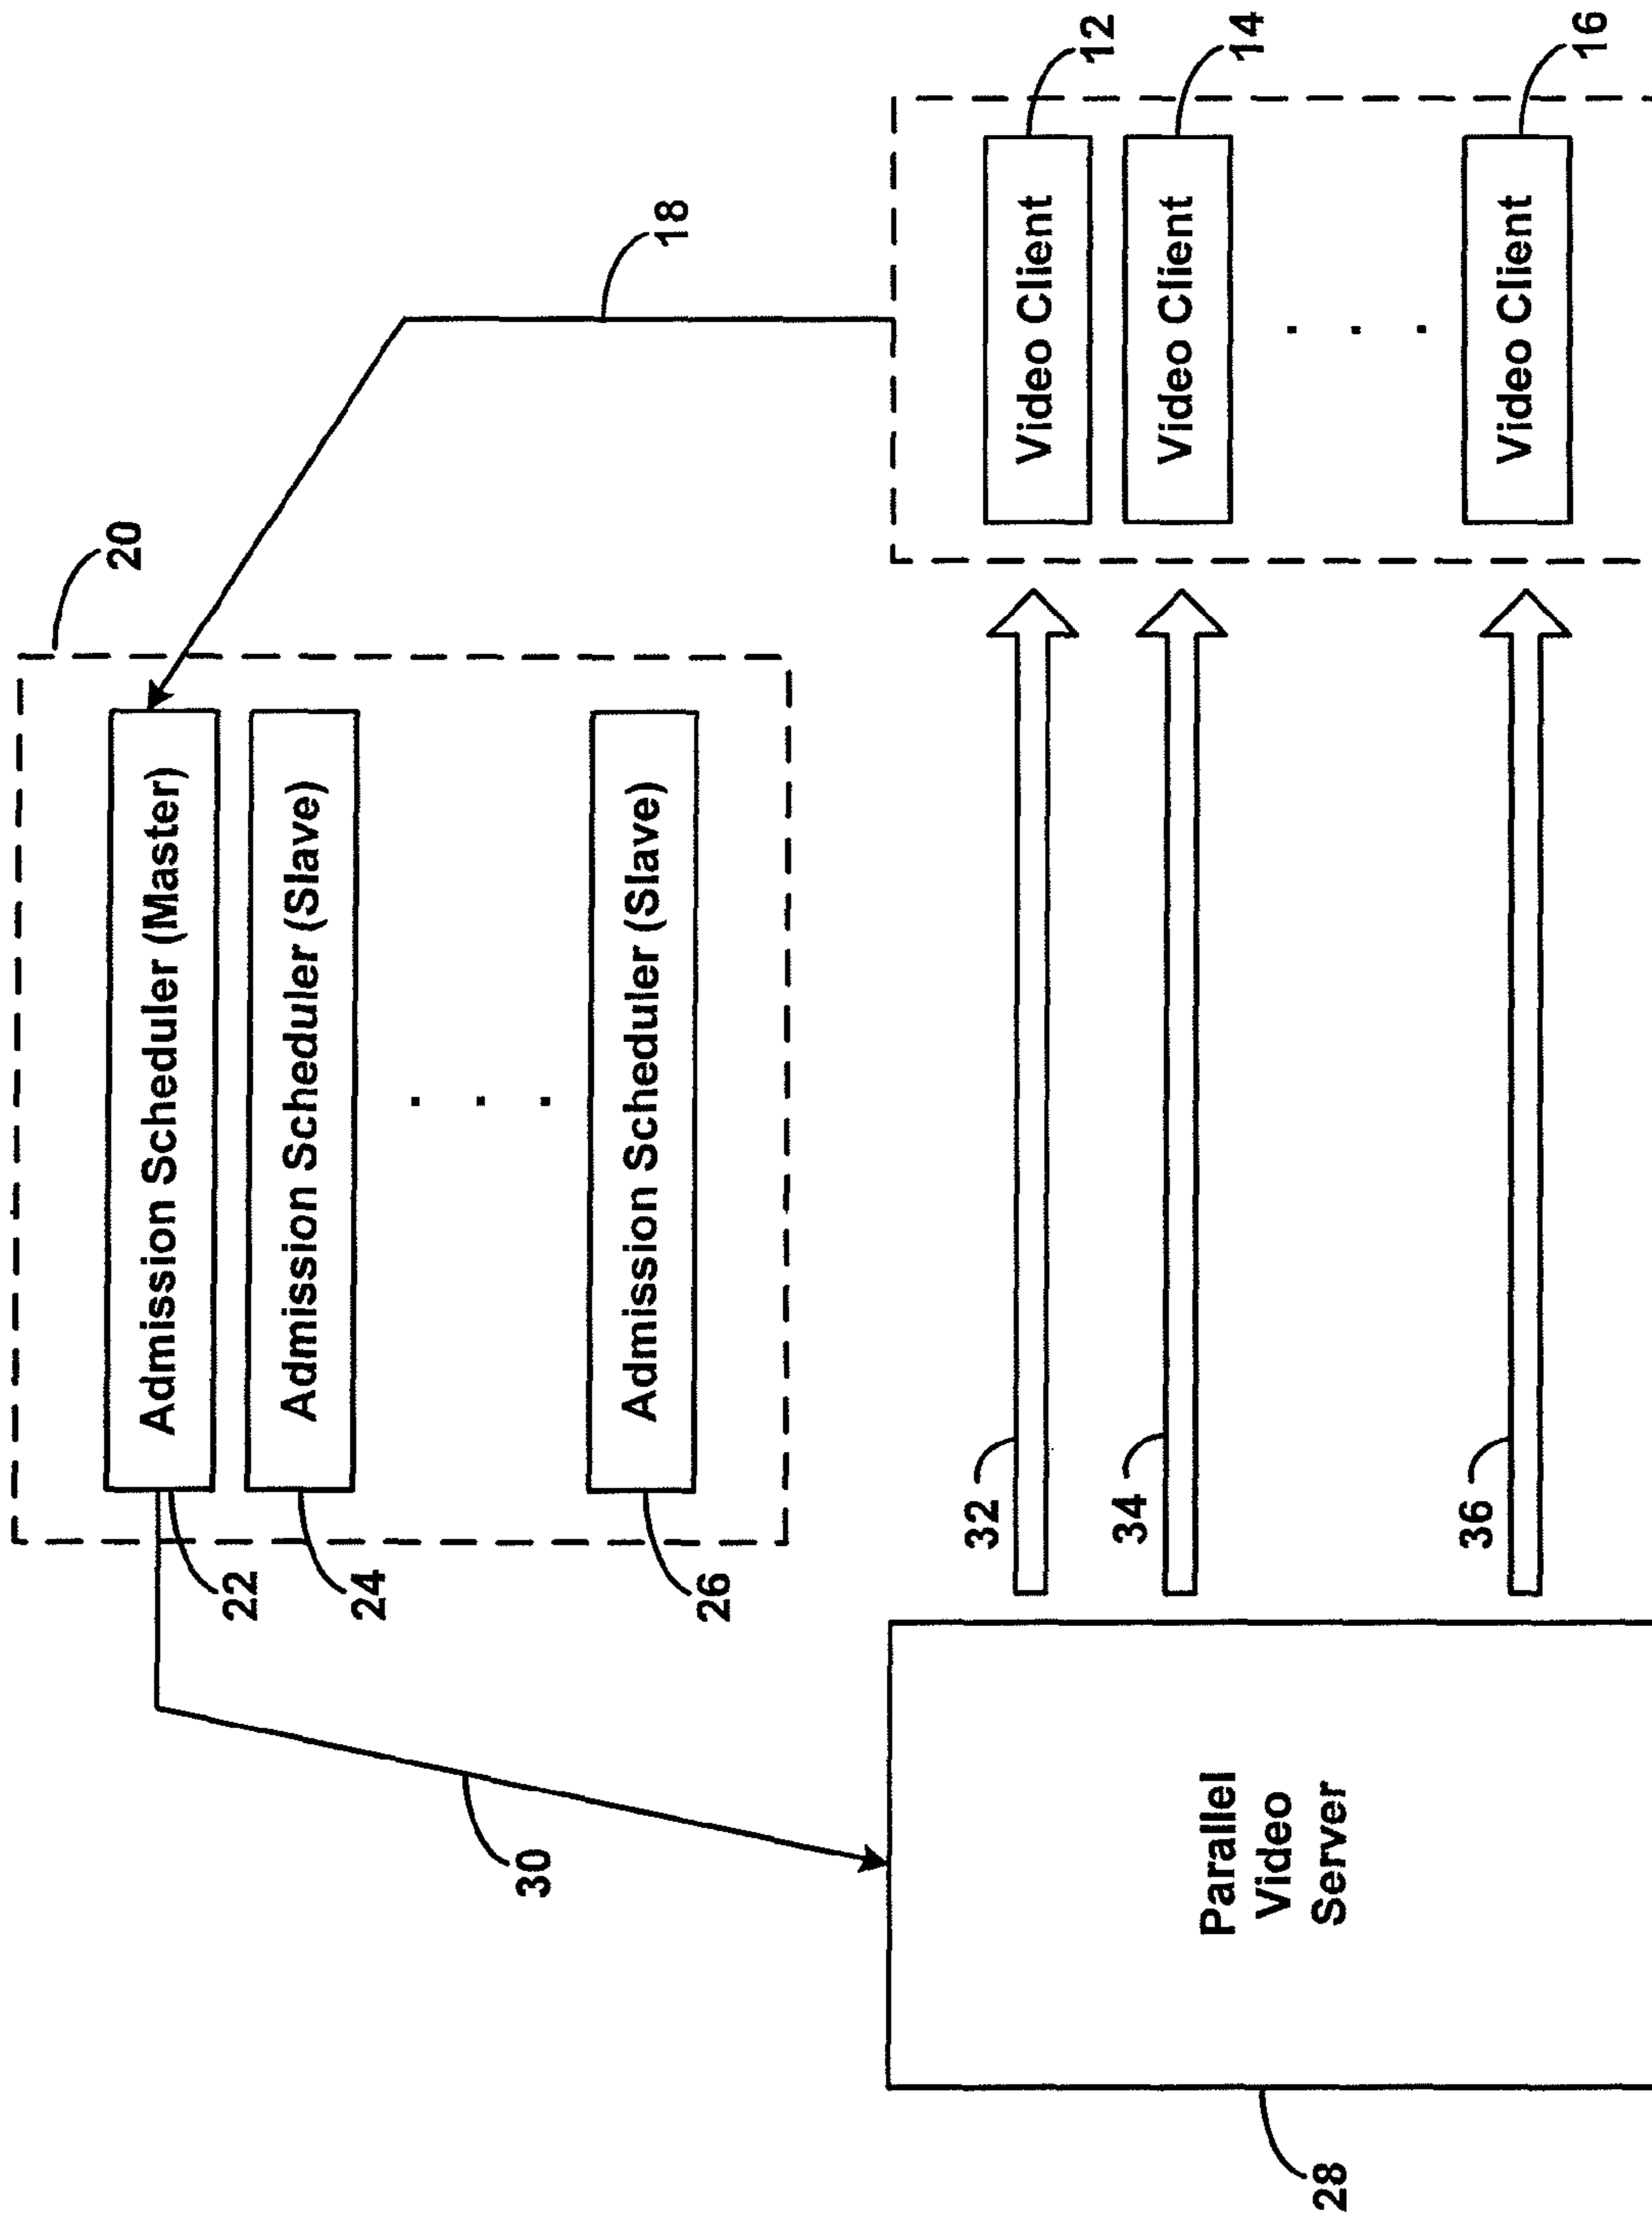 20
Admission Scheduler (Master)
22
Admission Scheduler (Slave)
24
.
.
.
Admission Scheduler (Slave)
26
18
30
Parallel
Video
Server
28
32
34
36
Video Client
12
Video Client
14
.
.
.
Video Client
16